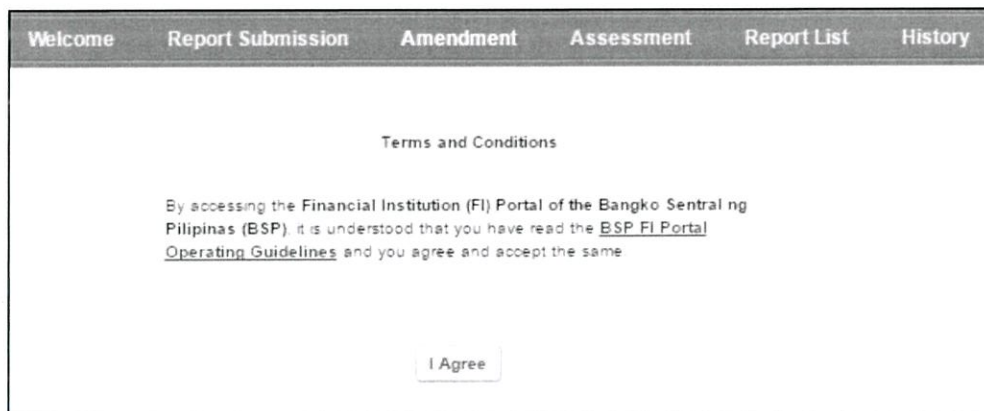 Welcome Report Submission Amendment Assessment Report List History
Terms and Conditions
By accessing the Financial Institution (FI) Portal of the Bangko Sentral ng
Pilipinas (BSP), it is understood that you have read the BSP FI Portal
Operating Guidelines and you agree and accept the same
I Agree